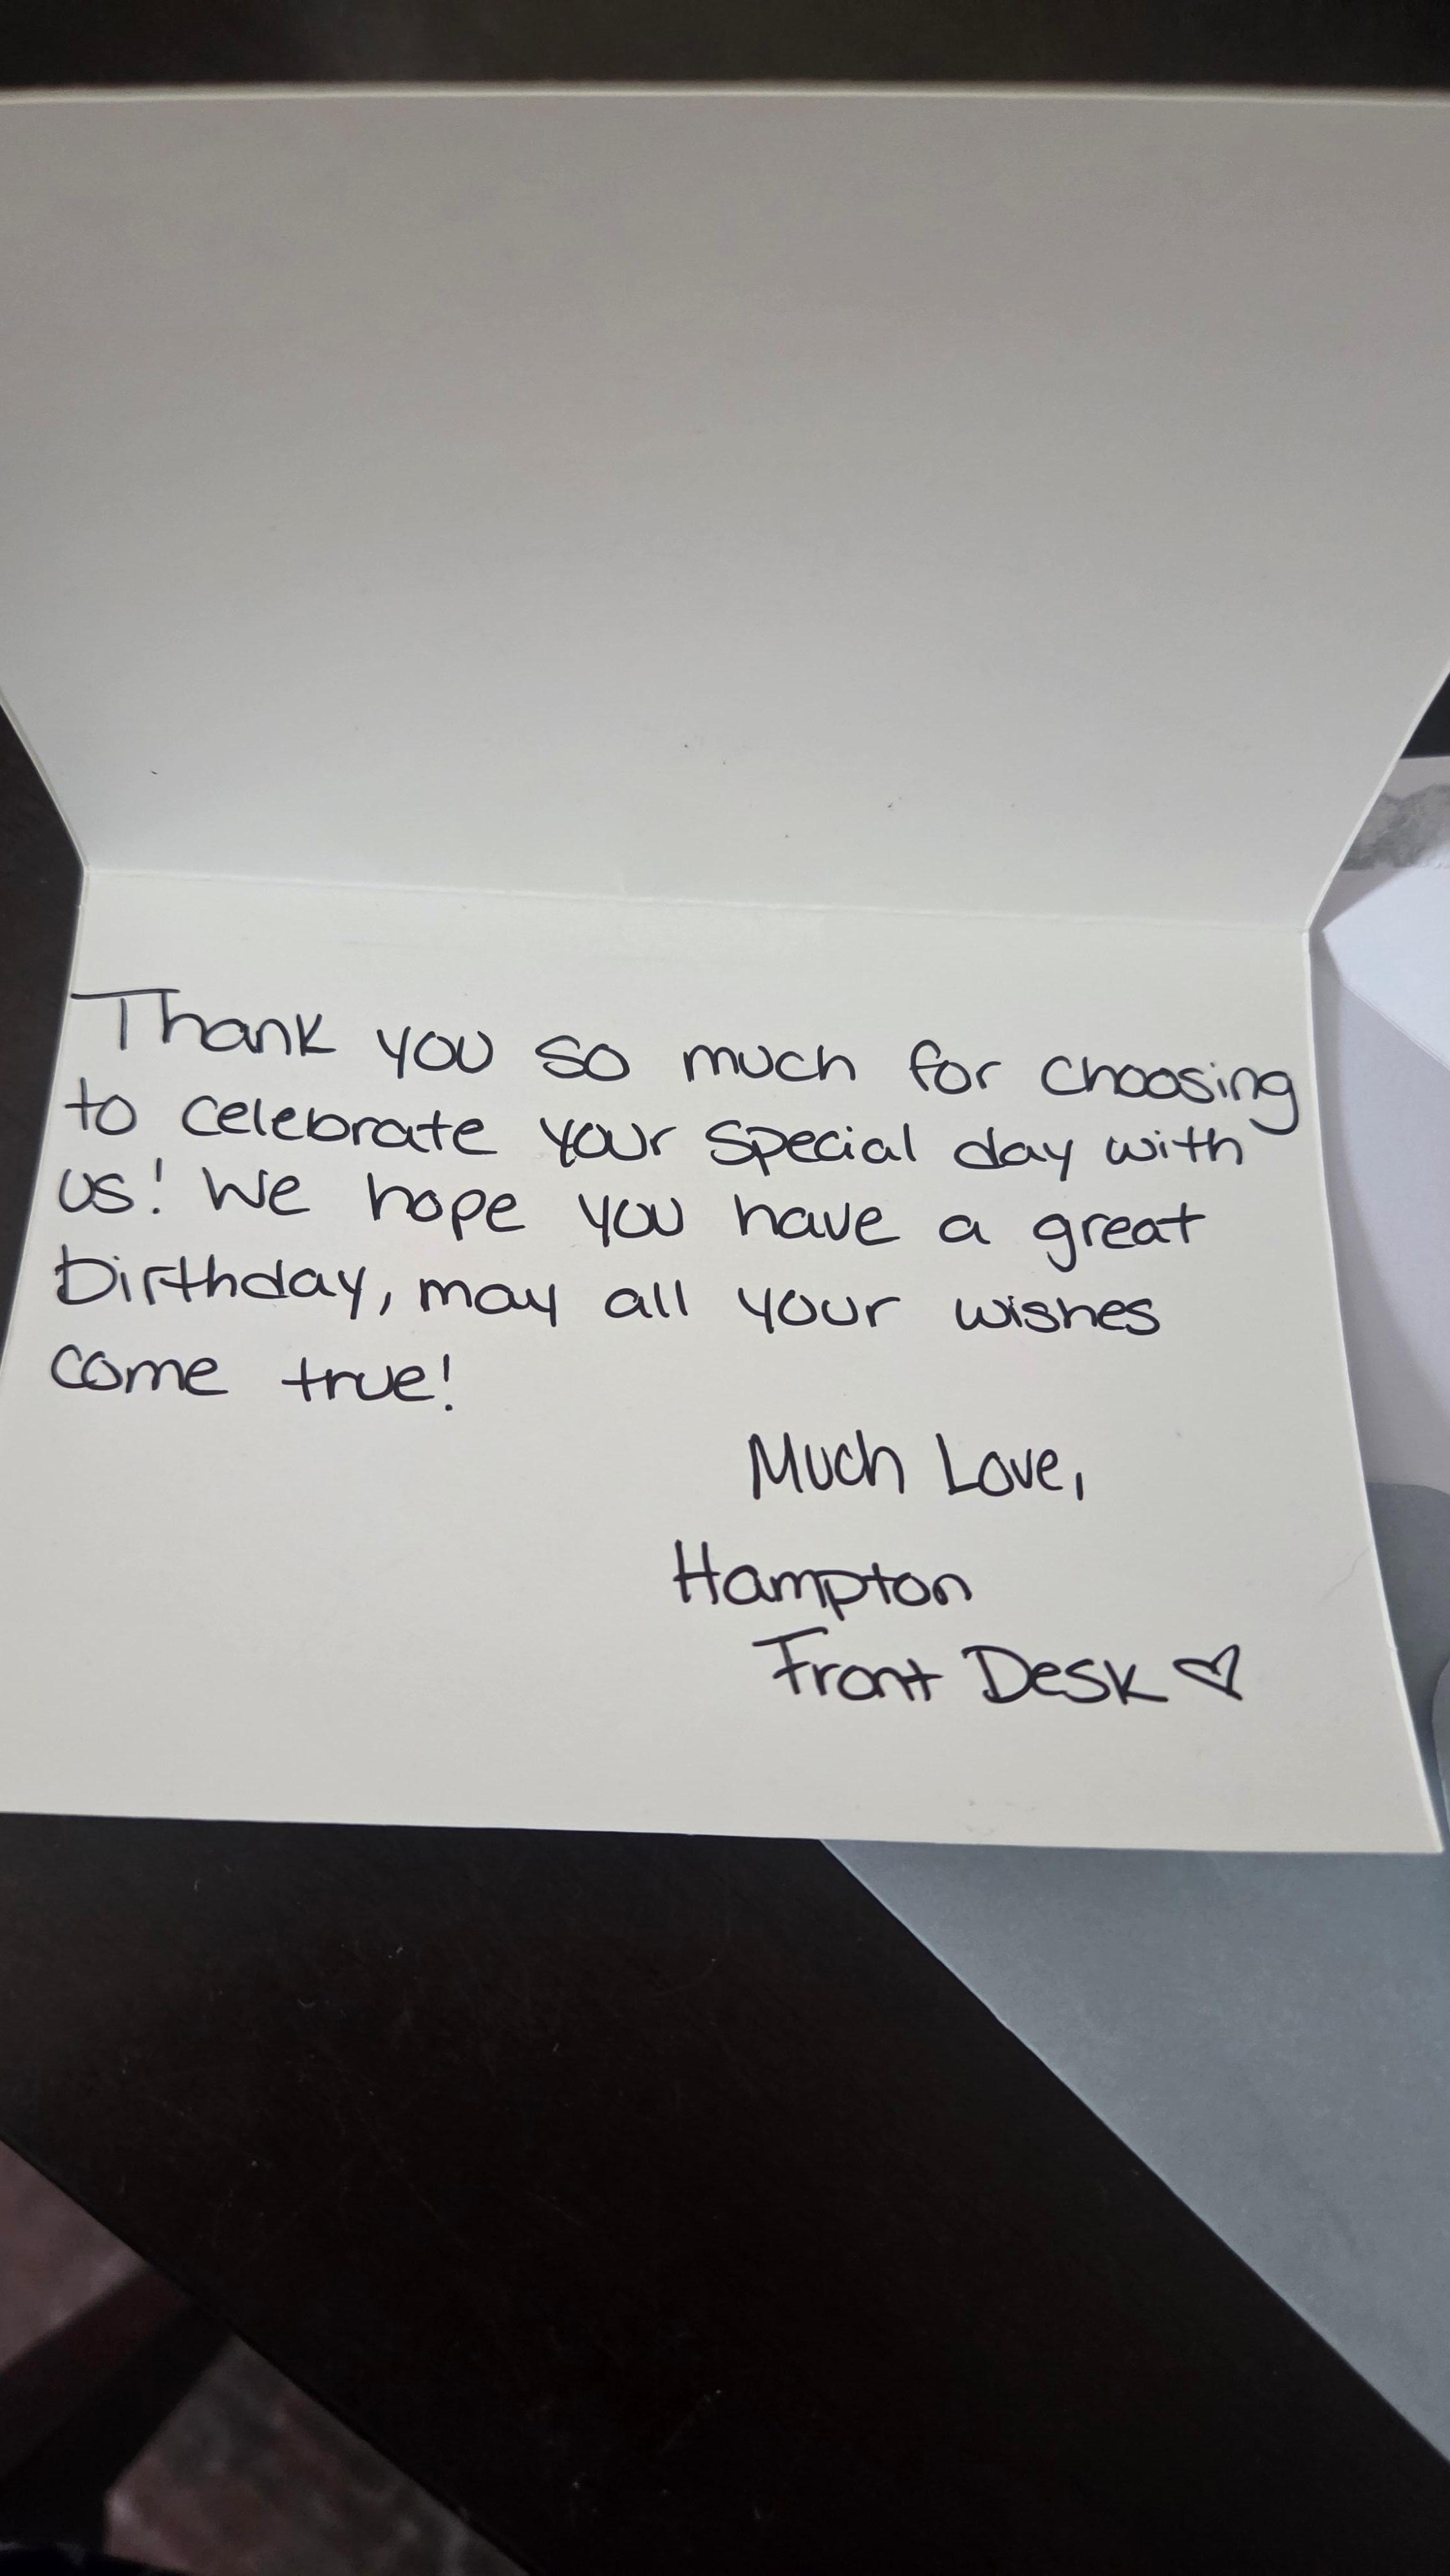 Thank you so much for choosing
to celebrate your special day with
us! We hope you have a great
birthday, may all your wishes
come true!
Much Love,
Hampton
Front Desk ♡